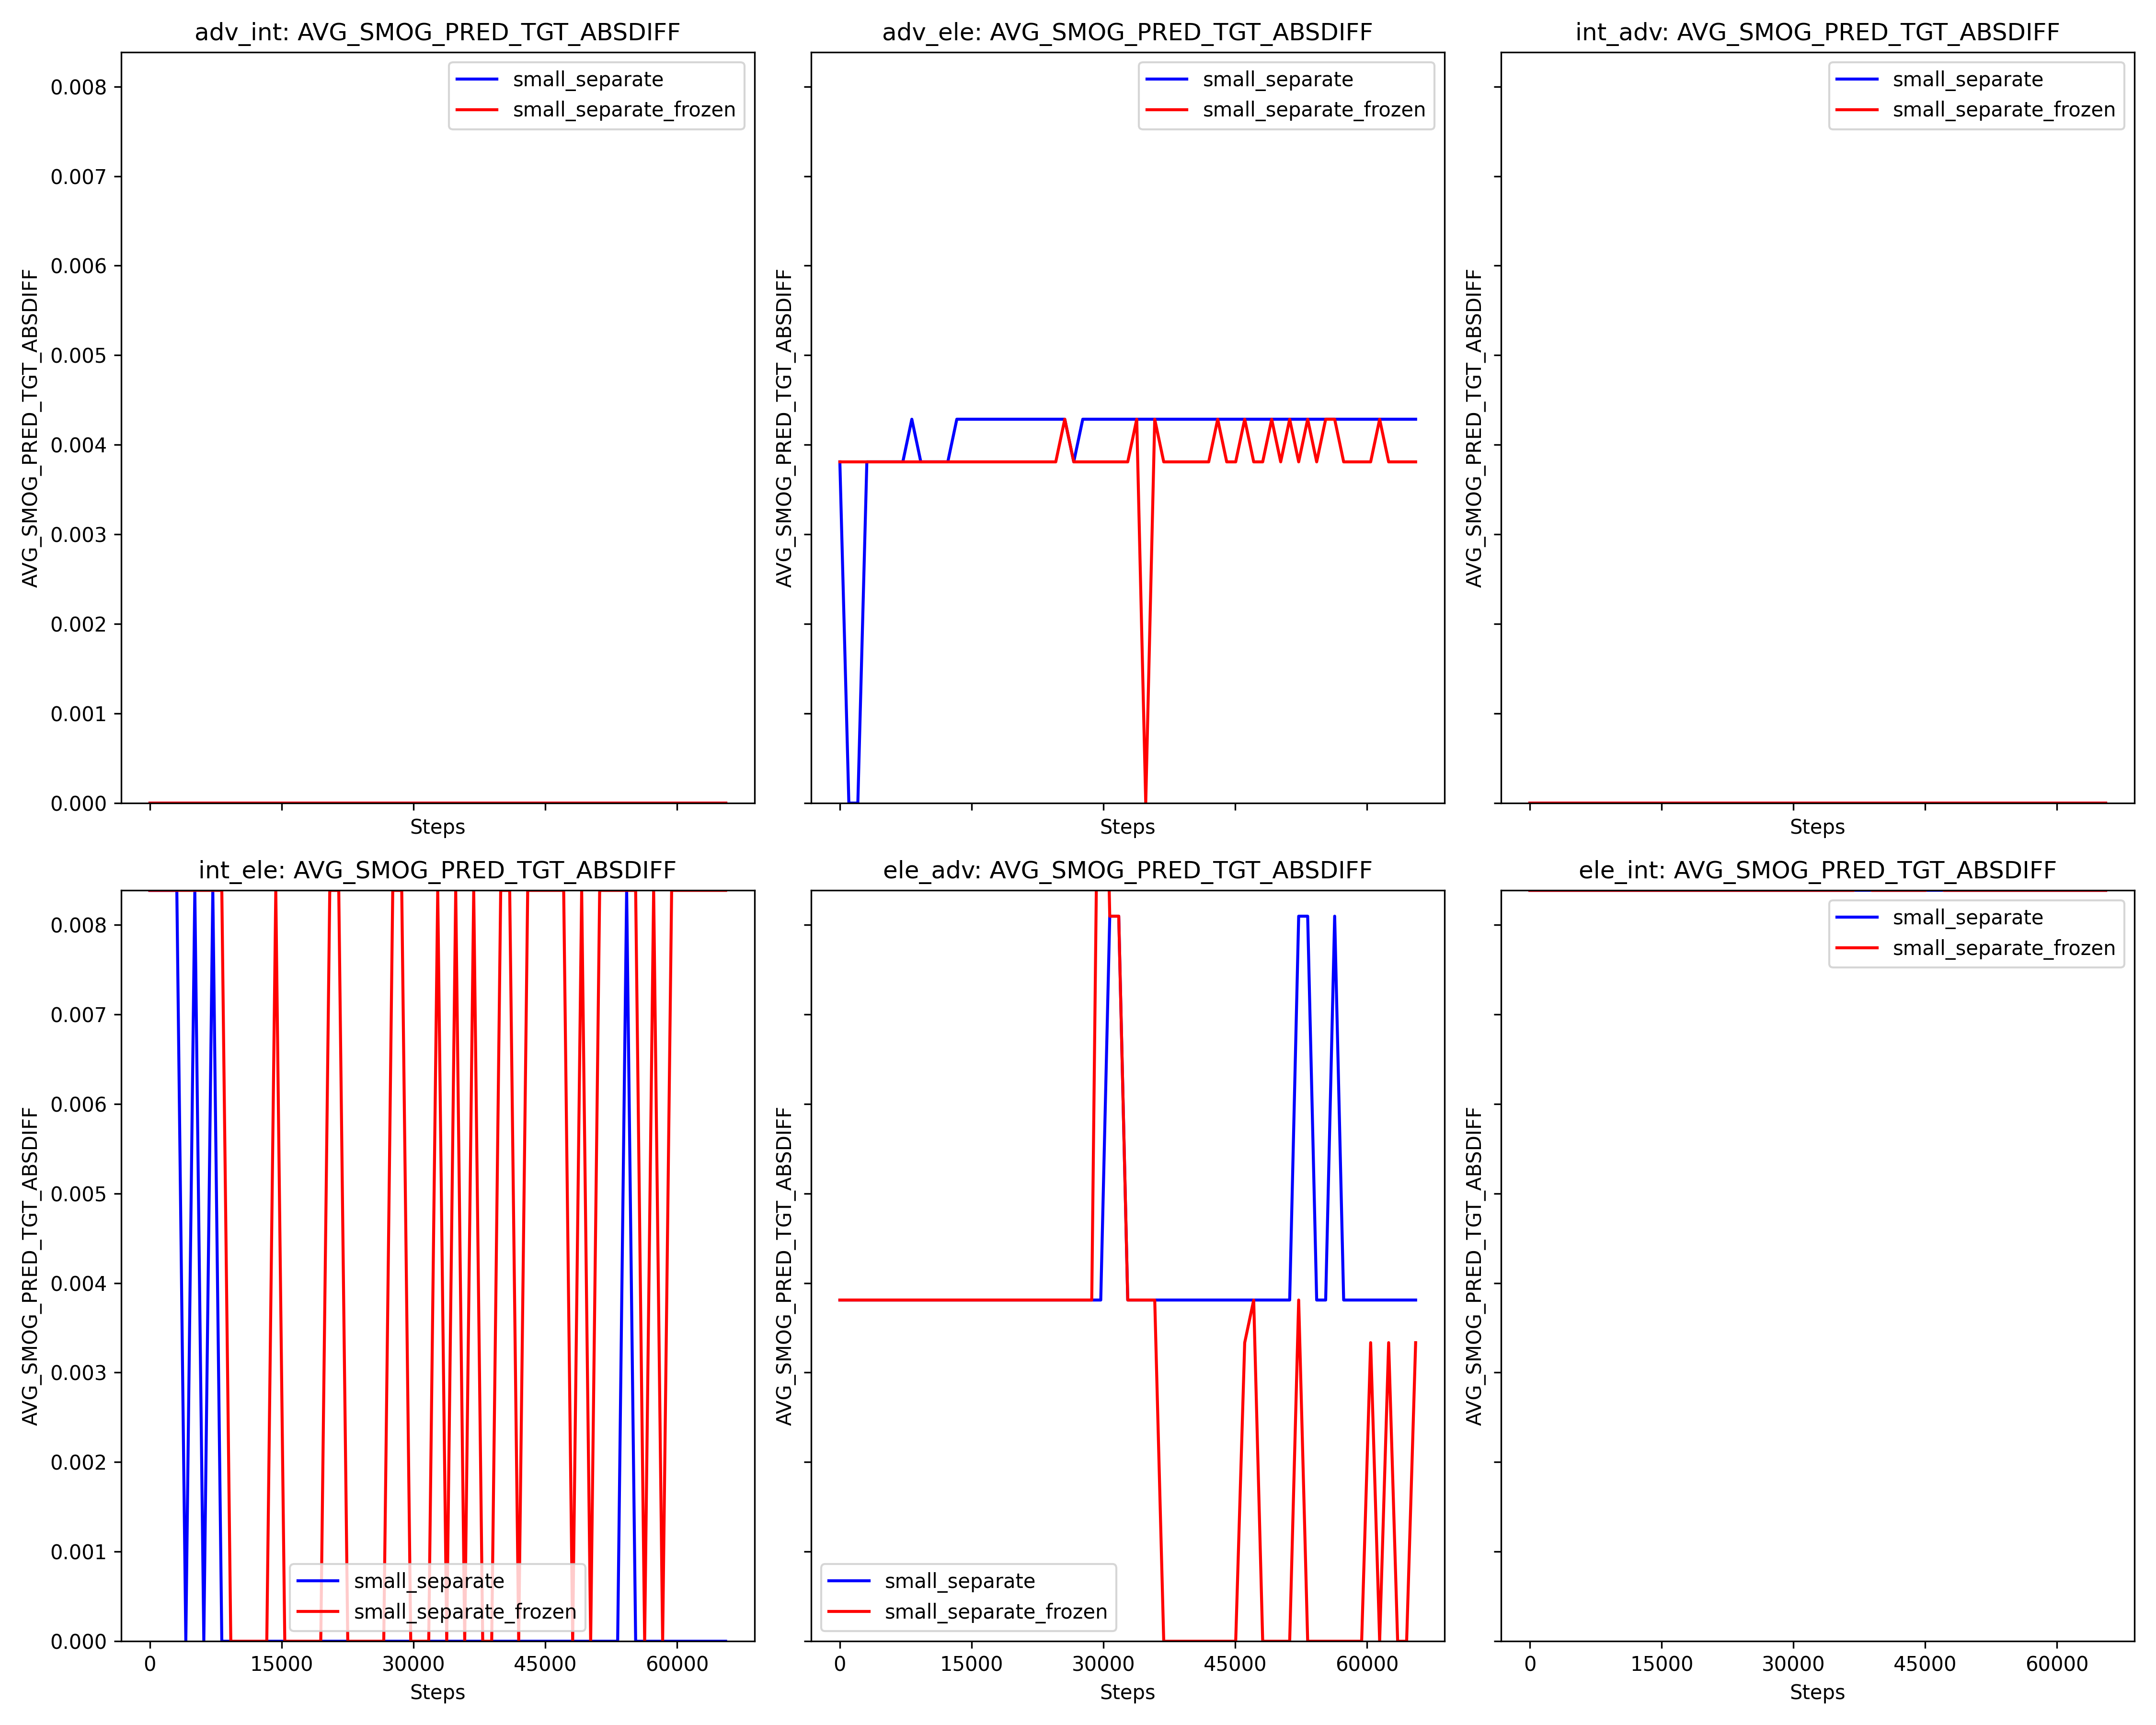 adv_int: AVG_SMOG_PRED_TGT_ABSDIFF
adv_ele: AVG_SMOG_PRED_TGT_ABSDIFF
int_adv: AVG_SMOG_PRED_TGT_ABSDIFF
small_separate
small_separate_frozen
small_separate
small_separate_frozen
small_separate
small_separate_frozen
0.008
0.007
0.006
0.005
0.004
0.003
0.002
0.001
0.000
AVG_SMOG_PRED_TGT_ABSDIFF
AVG_SMOG_PRED_TGT_ABSDIFF
AVG_SMOG_PRED_TGT_ABSDIFF
Steps
Steps
Steps
int_ele: AVG_SMOG_PRED_TGT_ABSDIFF
ele_adv: AVG_SMOG_PRED_TGT_ABSDIFF
ele_int: AVG_SMOG_PRED_TGT_ABSDIFF
small_separate
small_separate_frozen
0.008
0.007
0.006
0.005
0.004
0.003
0.002
0.001
0.000
AVG_SMOG_PRED_TGT_ABSDIFF
AVG_SMOG_PRED_TGT_ABSDIFF
AVG_SMOG_PRED_TGT_ABSDIFF
small_separate
small_separate_frozen
small_separate
small_separate_frozen
0 15000 30000 45000 60000
0 15000 30000 45000 60000
0 15000 30000 45000 60000
Steps
Steps
Steps